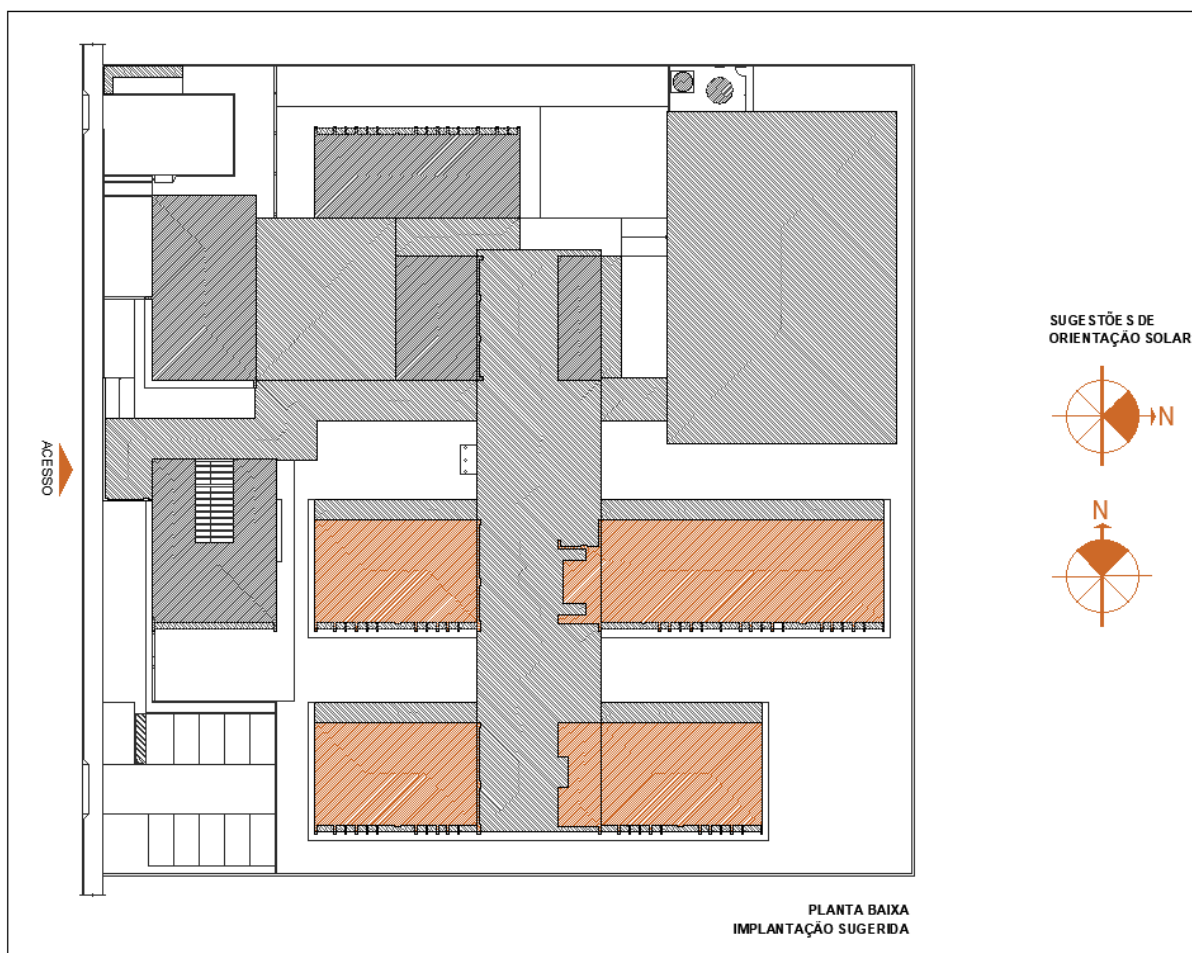 SUGESTÕES DE
ORIENTAÇÃO SOLAR
N
N
ACESSO
PLANTA BAIXA
IMPLANTAÇÃO SUGERIDA